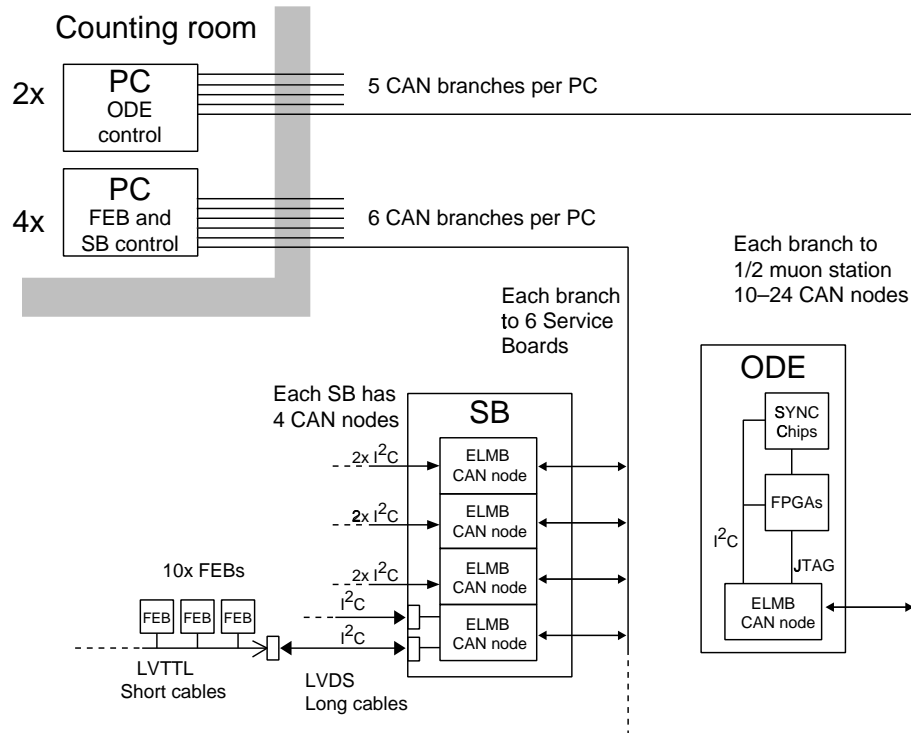 Counting room
2x
PC
ODE
control
5 CAN branches per PC
4x
PC
FEB and
SB control
6 CAN branches per PC
Each branch to
1/2 muon station
10–24 CAN nodes
Each branch
to 6 Service
Boards
ODE
SYNC
Chips
FPGAs
I²C
JTAG
ELMB
CAN node
Each SB has
4 CAN nodes
SB
2x I²C
ELMB
CAN node
2x I²C
ELMB
CAN node
2x I²C
ELMB
CAN node
I²C
I²C
ELMB
CAN node
10x FEBs
FEB
FEB
FEB
LVTTL
Short cables
LVDS
Long cables